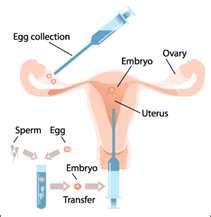 Egg collection
Embryo
Ovary
Uterus
Sperm
Egg
Embryo
Transfer